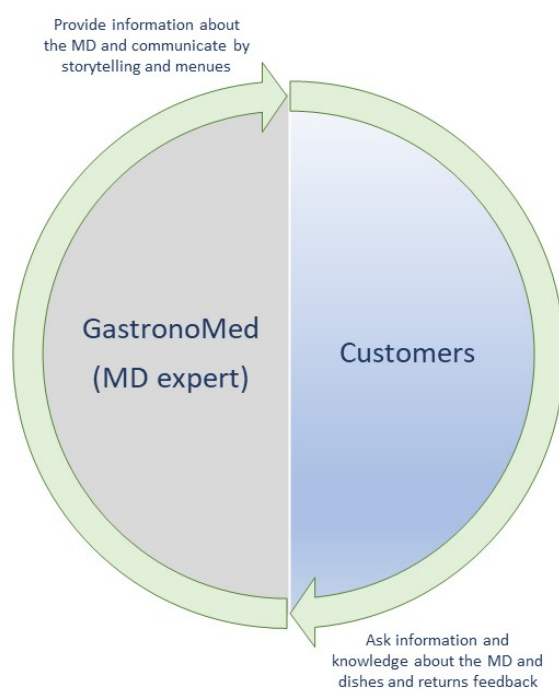 Provide information about
the MD and communicate by
storytelling and menues
GastronoMed
(MD expert)
Customers
Ask information and
knowledge about the MD and
dishes and returns feedback